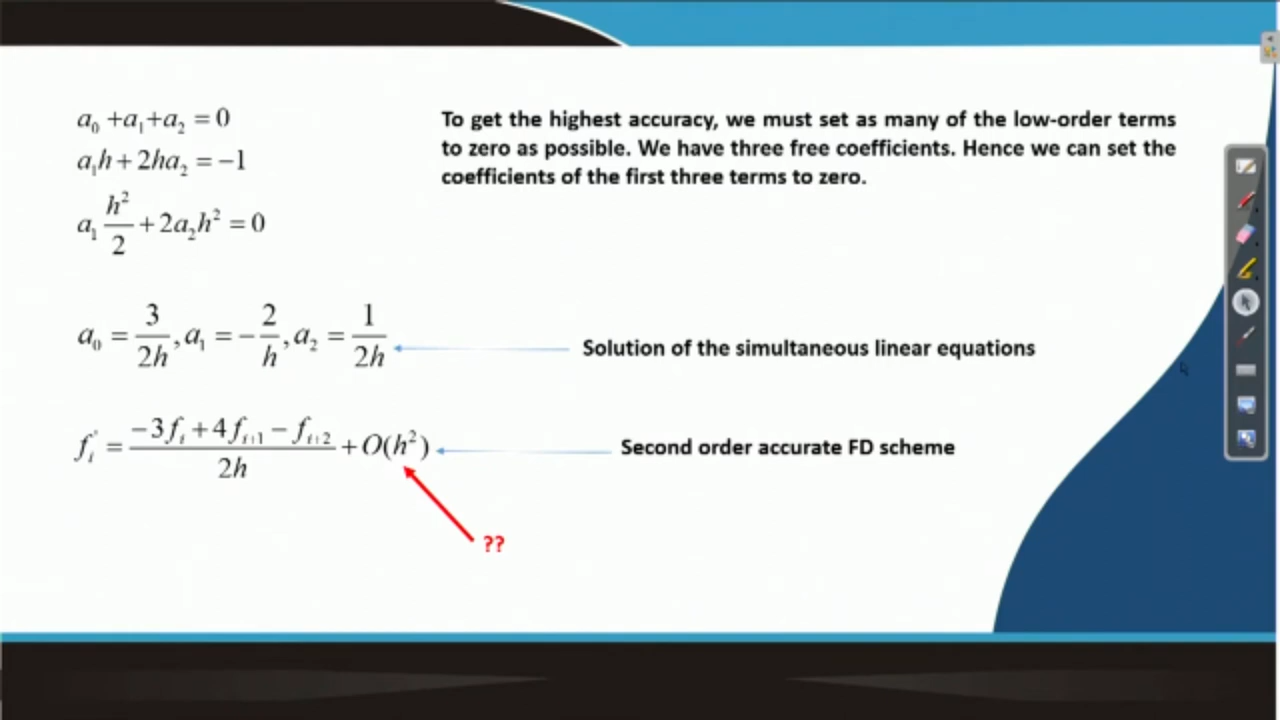 a₀ + a₁ + a₂ = 0
a₁h + 2ha₂ = −1
a₁ h²/2 + 2a₂h² = 0
To get the highest accuracy, we must set as many of the low-order terms
to zero as possible. We have three free coefficients. Hence we can set the
coefficients of the first three terms to zero.
a₀ = 3/2h, a₁ = −2/h, a₂ = 1/2h
Solution of the simultaneous linear equations
fᵢ′ = (−3fᵢ + 4fᵢ₊₁ − fᵢ₊₂)/2h + O(h²)
Second order accurate FD scheme
??